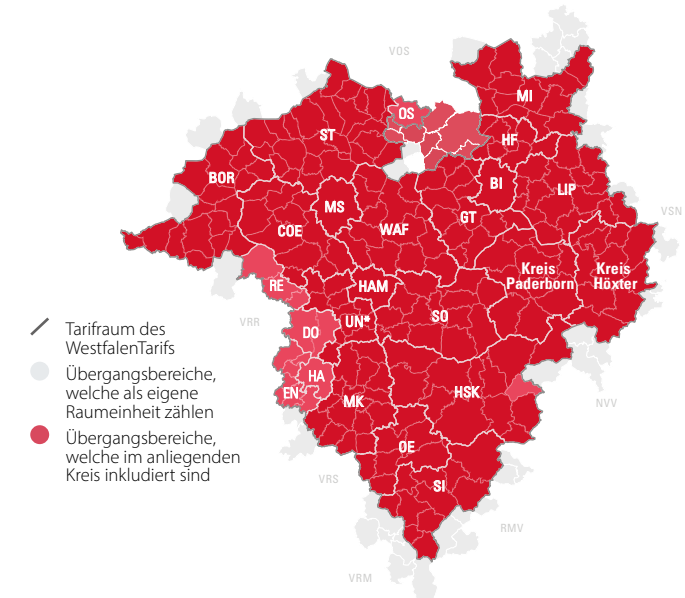 VOS
MI
OS
ST
HF
BOR
BI
LIP
MS
GT
VSN
COE
WAF
Kreis
Paderborn
Kreis
Höxter
RE
HAM
SO
VRR
UN*
DO
HA
EN
MK
HSK
NVV
OE
VRS
SI
RMV
VRM
Tarifraum des
WestfalenTarifs
Übergangsbereiche,
welche als eigene
Raumeinheit zählen
Übergangsbereiche,
welche im anliegenden
Kreis inkludiert sind